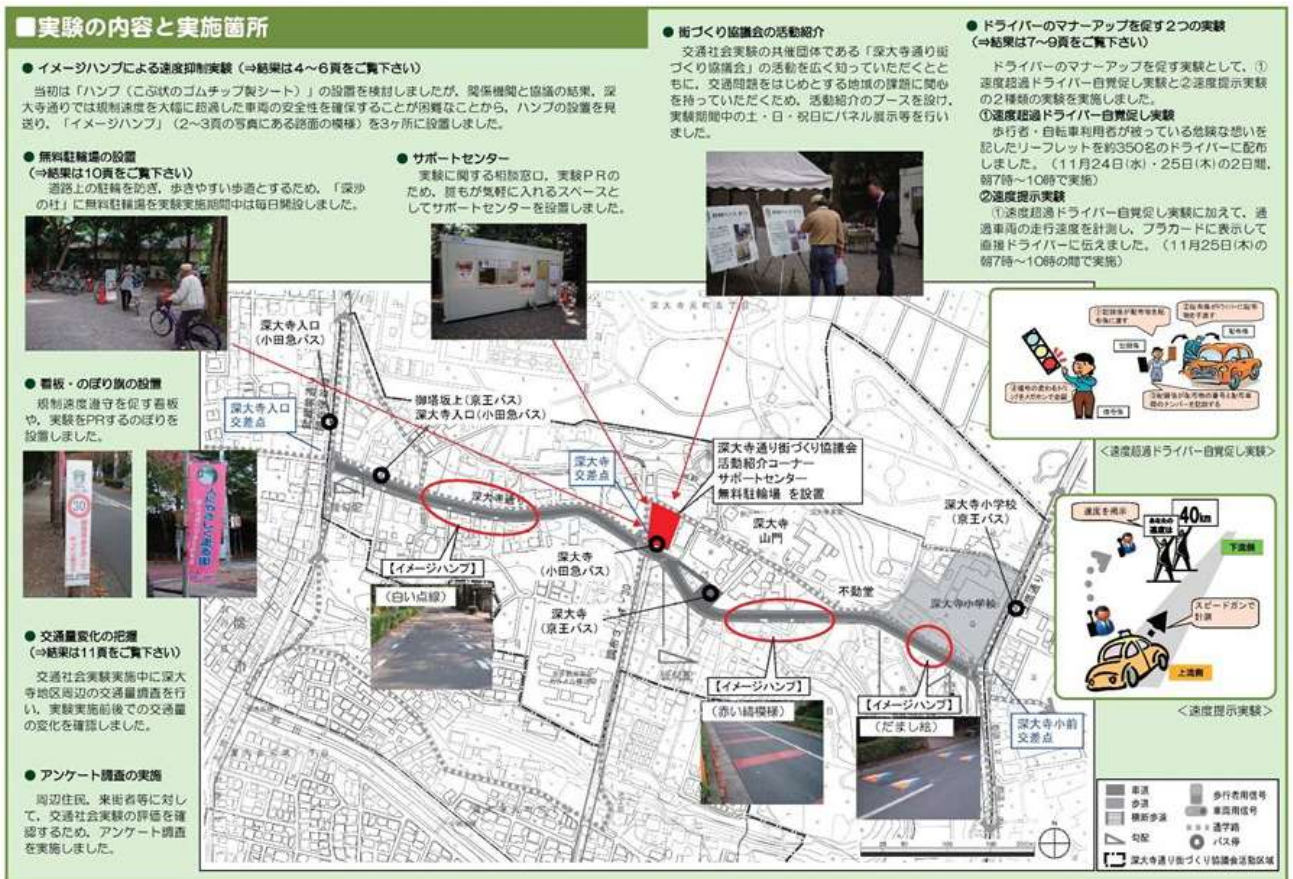 ■実験の内容と実施箇所
● イメージハンプによる速度抑制実験（⇒結果は4～6頁をご覧下さい）
当初は「ハンプ（こぶ状のゴムチップ製シート）」の設置を検討しましたが、関係機関と協議の結果、深
大寺通りでは規制速度を大幅に超過した車両の安全性を確保することが困難なことから、ハンプの設置を見
送り、「イメージハンプ」（2～3頁の写真にある路面の模様）を3ヶ所に設置しました。
● 無料駐輪場の設置
（⇒結果は10頁をご覧下さい）
道路上の駐輪を防ぎ、歩きやすい歩道とするため、「深沙
の社」に無料駐輪場を実験実施期間中は毎日開設しました。
● サポートセンター
実験に関する相談窓口、実験ＰＲの
ため、誰もが気軽に入れるスペースと
してサポートセンターを設置しました。
● 街づくり協議会の活動紹介
交通社会実験の共催団体である「深大寺通り街
づくり協議会」の活動を広く知っていただくとと
もに、交通問題をはじめとする地域の課題に関心
を持っていただくため、活動紹介のブースを設け、
実験期間中の土・日・祝日にパネル展示等を行い
ました。
● ドライバーのマナーアップを促す２つの実験
（⇒結果は7～9頁をご覧下さい）
ドライバーのマナーアップを促す実験として、①
速度超過ドライバー自覚促し実験と②速度提示実験
の２種類の実験を実施しました。
①速度超過ドライバー自覚促し実験
歩行者・自転車利用者が被っている危険な想いを
記したリーフレットを約350名のドライバーに配布
しました。（11月24日(水)・25日(木)の2日間、
朝7時～10時で実施）
②速度提示実験
①速度超過ドライバー自覚促し実験に加えて、通
過車両の走行速度を計測し、プラカードに表示して
直接ドライバーに伝えました。（11月25日(木)の
朝7時～10時の間で実施）
● 看板・のぼり旗の設置
規制速度遵守を促す看板
や、実験をPRするのぼりを
設置しました。
30
● 交通量変化の把握
（⇒結果は11頁をご覧下さい）
交通社会実験実施中に深大
寺地区周辺の交通量調査を行
い、実験実施前後での交通量
の変化を確認しました。
● アンケート調査の実施
周辺住民、来街者等に対し
て、交通社会実験の評価を確
認するため、アンケート調査
を実施しました。
深大寺元町五丁目
深大寺入口
（小田急バス）
御塔坂上（京王バス）
深大寺入口（小田急バス）
深大寺入口
交差点
深大寺通り
深大寺
交差点
深大寺通り街づくり協議会
活動紹介コーナー
サポートセンター
無料駐輪場 を設置
深大寺
山門
深大寺小学校
（京王バス）
深大寺
（小田急バス）
深大寺
（京王バス）
不動堂
深大寺小学校
【イメージハンプ】
（白い点線）
【イメージハンプ】
（赤い縞模様）
【イメージハンプ】
（だまし絵）
深大寺小前
交差点
配布係
記録係
信号係
＜速度超過ドライバー自覚促し実験＞
速度を掲示
あなたの
速度は
40km
下流側
スピードガンで
計測
上流側
＜速度提示実験＞
車道
歩道
横断歩道
勾配
歩行者用信号
車両用信号
通学路
バス停
深大寺通り街づくり協議会活動区域